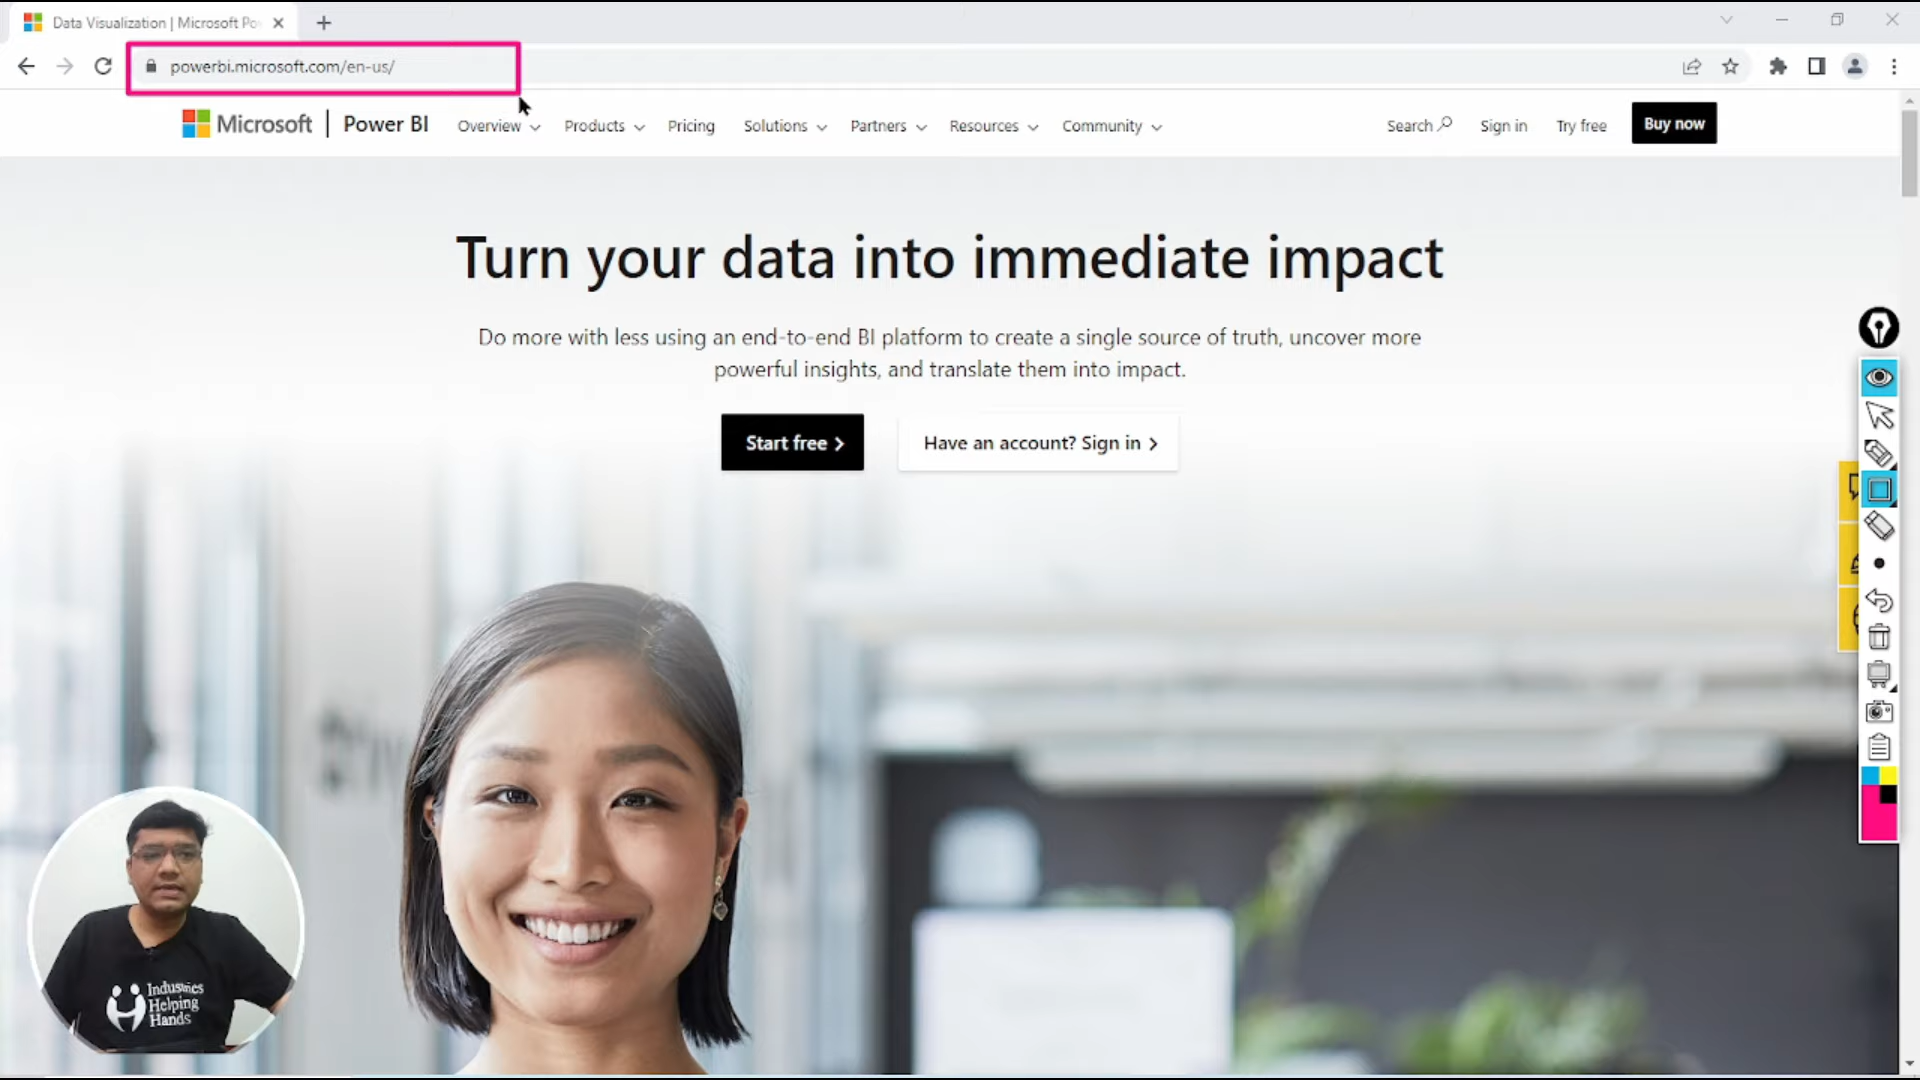 Data Visualization | Microsoft Po
powerbi.microsoft.com/en-us/
Microsoft | Power BI
Overview
Products
Pricing
Solutions
Partners
Resources
Community
Search
Sign in
Try free
Buy now
Turn your data into immediate impact
Do more with less using an end-to-end BI platform to create a single source of truth, uncover more
powerful insights, and translate them into impact.
Start free
Have an account? Sign in
Industries
Helping
Hands